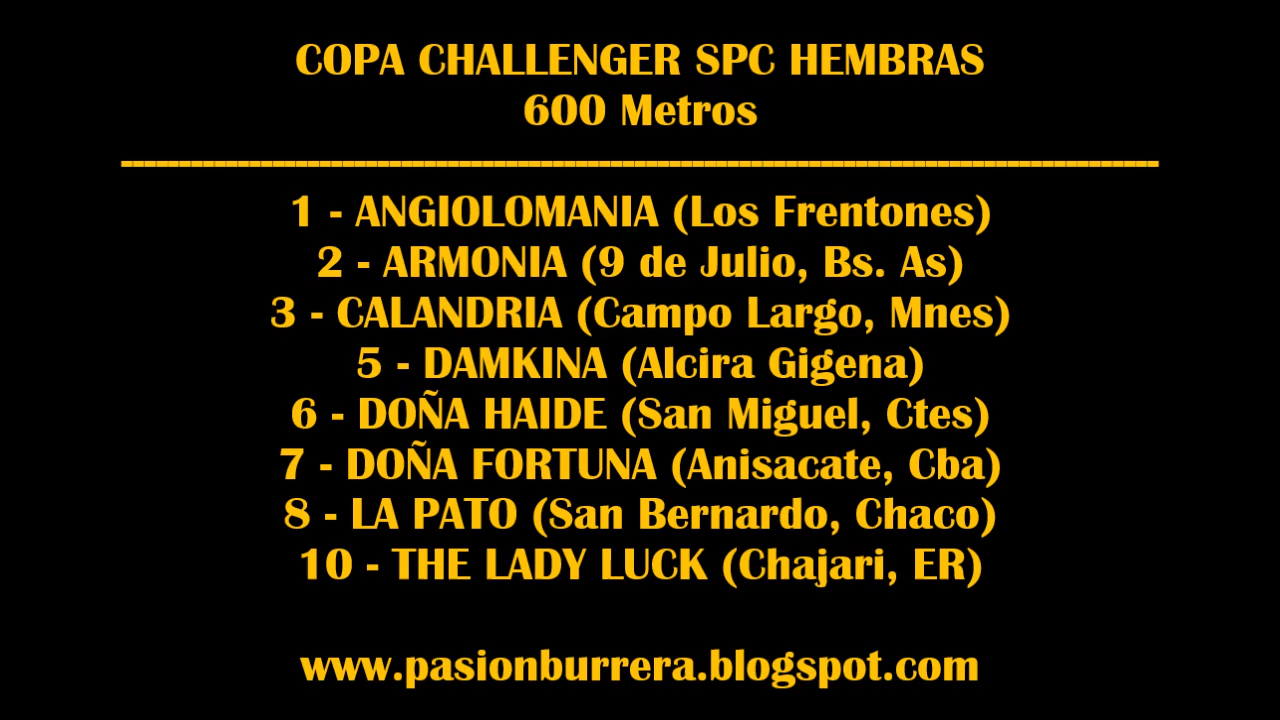 COPA CHALLENGER SPC HEMBRAS
600 Metros
1 - ANGIOLOMANIA (Los Frentones)
2 - ARMONIA (9 de Julio, Bs. As)
3 - CALANDRIA (Campo Largo, Mnes)
5 - DAMKINA (Alcira Gigena)
6 - DOÑA HAIDE (San Miguel, Ctes)
7 - DOÑA FORTUNA (Anisacate, Cba)
8 - LA PATO (San Bernardo, Chaco)
10 - THE LADY LUCK (Chajari, ER)
www.pasionburrera.blogspot.com